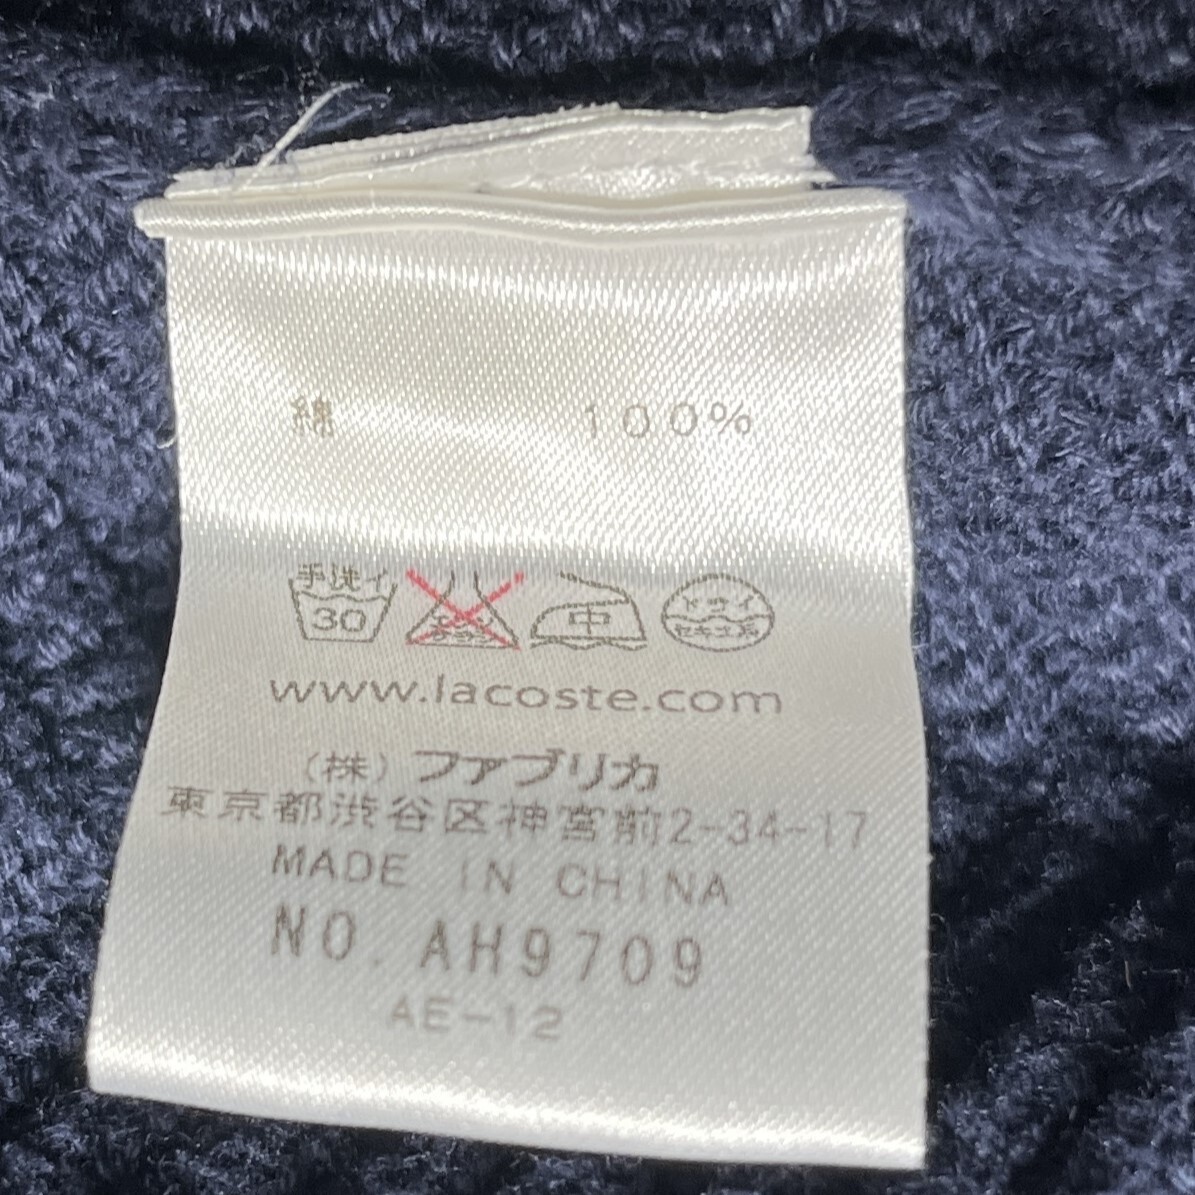 綿 100%
手洗イ
30 中 ドライ
セキユ系
www.lacoste.com
(株)ファブリカ
東京都渋谷区神宮前2-34-17
MADE IN CHINA
NO. AH9709
AE-12